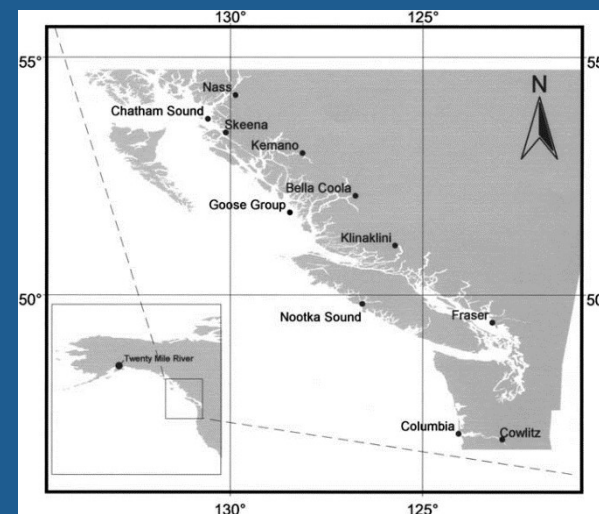 130°
125°
55°
55
N
Nass
Chatham Sound
Skeena
Kemano
Bella Coola
Goose Group
Klinaklini
50°
50
Nootka Sound
Fraser
Twenty Mile River
Columbia
Cowlitz
130°
125°